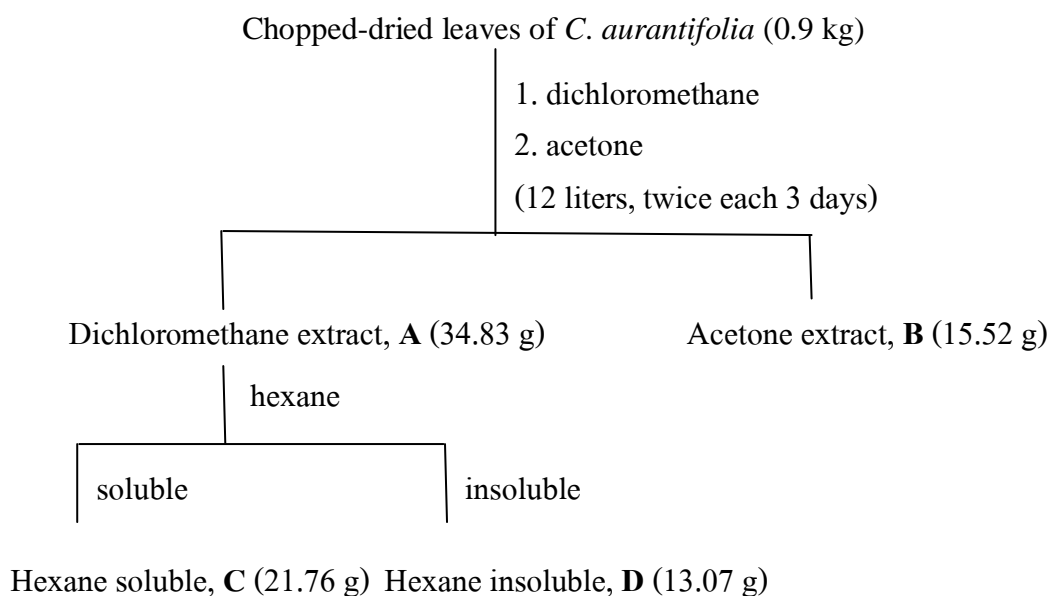 Chopped-dried leaves of C. aurantifolia (0.9 kg)
1. dichloromethane
2. acetone
(12 liters, twice each 3 days)
Dichloromethane extract, A (34.83 g)
Acetone extract, B (15.52 g)
hexane
soluble
insoluble
Hexane soluble, C (21.76 g)
Hexane insoluble, D (13.07 g)